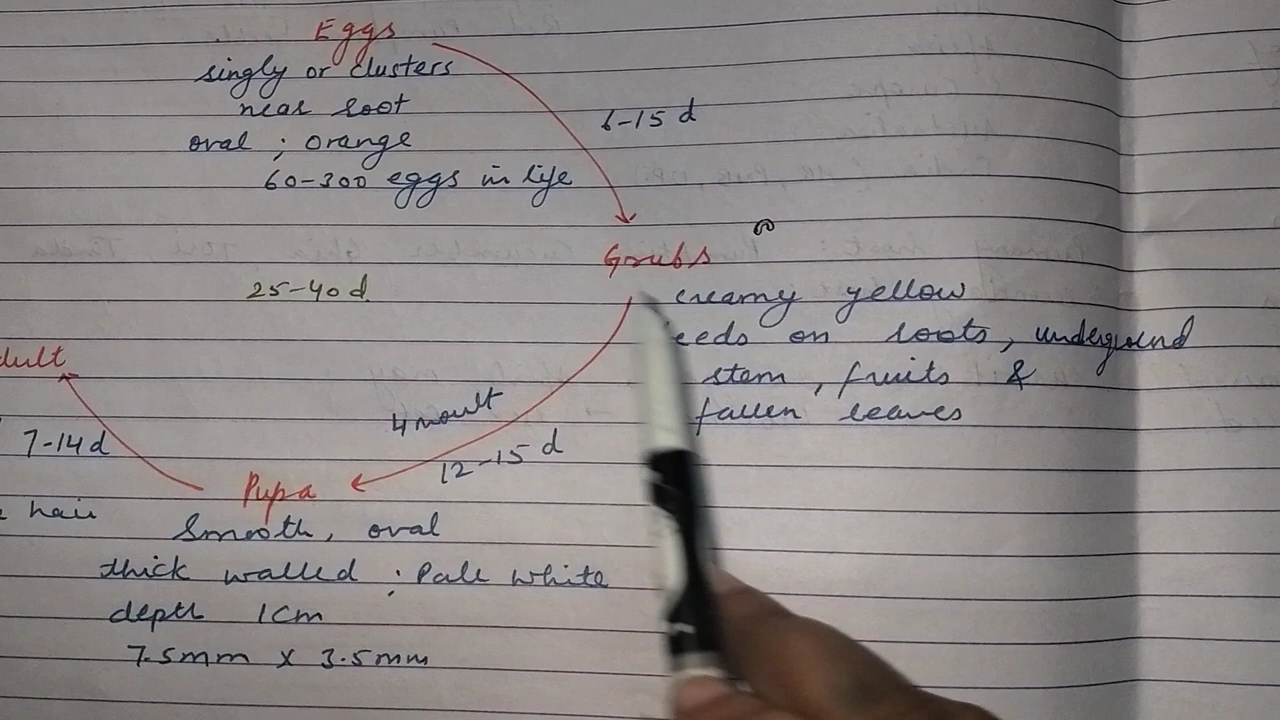 Eggs
singly or clusters
near root
oval ; orange
60-300 eggs in life
6-15 d
Grubs
creamy yellow
eeds on roots, undergound
stem, fruits &
fallen leaves
25-40 d
dult
4 moult
12-15 d
7-14 d
Pupa
hair
Smooth, oval
thick walled ; Pale white
depth 1cm
7.5mm x 3.5mm